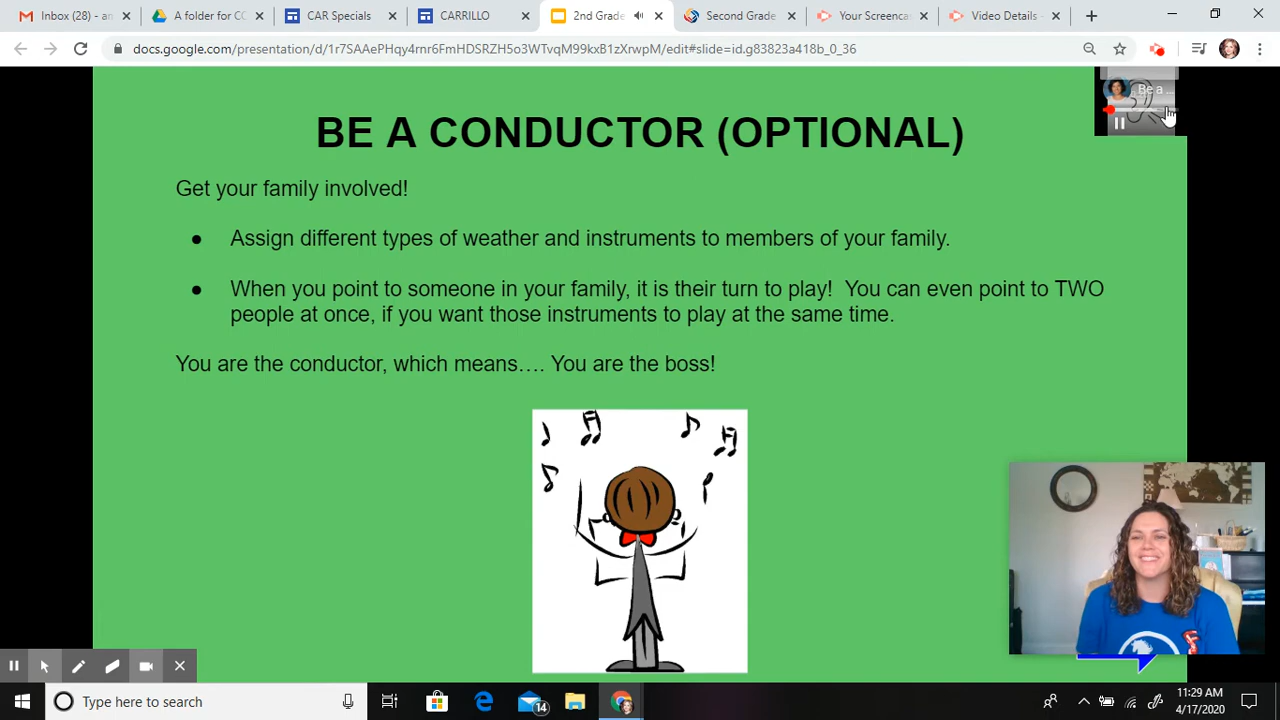 Inbox (28) - an
A folder for CC
CAR Specials
CARRILLO
2nd Grade
Second Grade
Your Screencas
Video Details -
docs.google.com/presentation/d/1r7SAAePHqy4rnr6FmHDSRZH5o3WTvqM99kxB1zXrwpM/edit#slide=id.g83823a418b_0_36
Be a ...
BE A CONDUCTOR (OPTIONAL)
Get your family involved!
● Assign different types of weather and instruments to members of your family.
● When you point to someone in your family, it is their turn to play! You can even point to TWO
people at once, if you want those instruments to play at the same time.
You are the conductor, which means…. You are the boss!
Type here to search
14
11:29 AM
4/17/2020